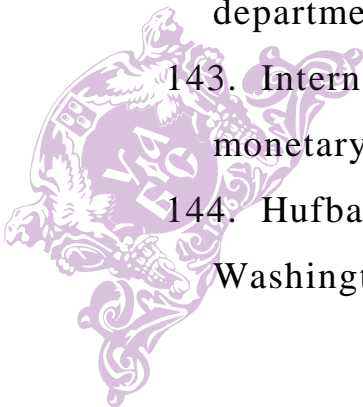 departme
143. Intern
monetary
144. Hufba
Washingt